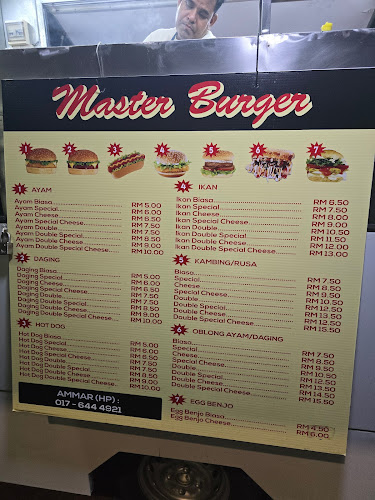 Master Burger
1 2 3 4 5 6 7
1 AYAM
Ayam Biasa RM 5.00
Ayam Special RM 6.00
Ayam Cheese RM 6.50
Ayam Cheese Special Cheese RM 7.50
Ayam Double RM 7.50
Ayam Double Special RM 8.50
Ayam Double Cheese RM 9.00
Ayam Double Special Cheese RM 10.00
2 DAGING
Daging Biasa RM 5.00
Daging Special RM 6.00
Daging Cheese RM 6.50
Daging Special Cheese RM 7.50
Daging Double RM 7.50
Daging Double Special RM 8.50
Daging Double Cheese RM 9.00
Daging Double Special Cheese RM 10.00
3 HOT DOG
Hot Dog Biasa RM 5.00
Hot Dog Special RM 6.00
Hot Dog Cheese RM 6.50
Hot Dog Special Cheese RM 7.50
Hot Dog Double RM 7.50
Hot Dog Double Special RM 8.50
Hot Dog Double Cheese RM 9.00
Hot Dog Double Special Cheese RM 10.00
AMMAR (HP) :
017 - 644 4921
4 IKAN
Ikan Biasa RM 6.50
Ikan Special RM 7.50
Ikan Cheese RM 8.00
Ikan Special Cheese RM 9.00
Ikan Double RM 10.50
Ikan Double Special RM 11.50
Ikan Double Cheese RM 12.00
Ikan Double Special Cheese RM 13.00
5 KAMBING/RUSA
Biasa RM 7.50
Special RM 8.50
Cheese RM 9.50
Special Cheese RM 10.50
Double RM 12.50
Double Special RM 13.50
Double Cheese
Double Special Cheese RM 15.50
6 OBLONG AYAM/DAGING
Biasa RM 7.50
Special RM 8.50
Cheese RM 9.50
Special Cheese RM 10.50
Double RM 12.50
Double Special RM 13.50
Double Cheese RM 14.50
Double Special Cheese RM 15.50
7 EGG BENJO
Egg Benjo Biasa RM 4.50
Egg Benjo Cheese RM 6.00